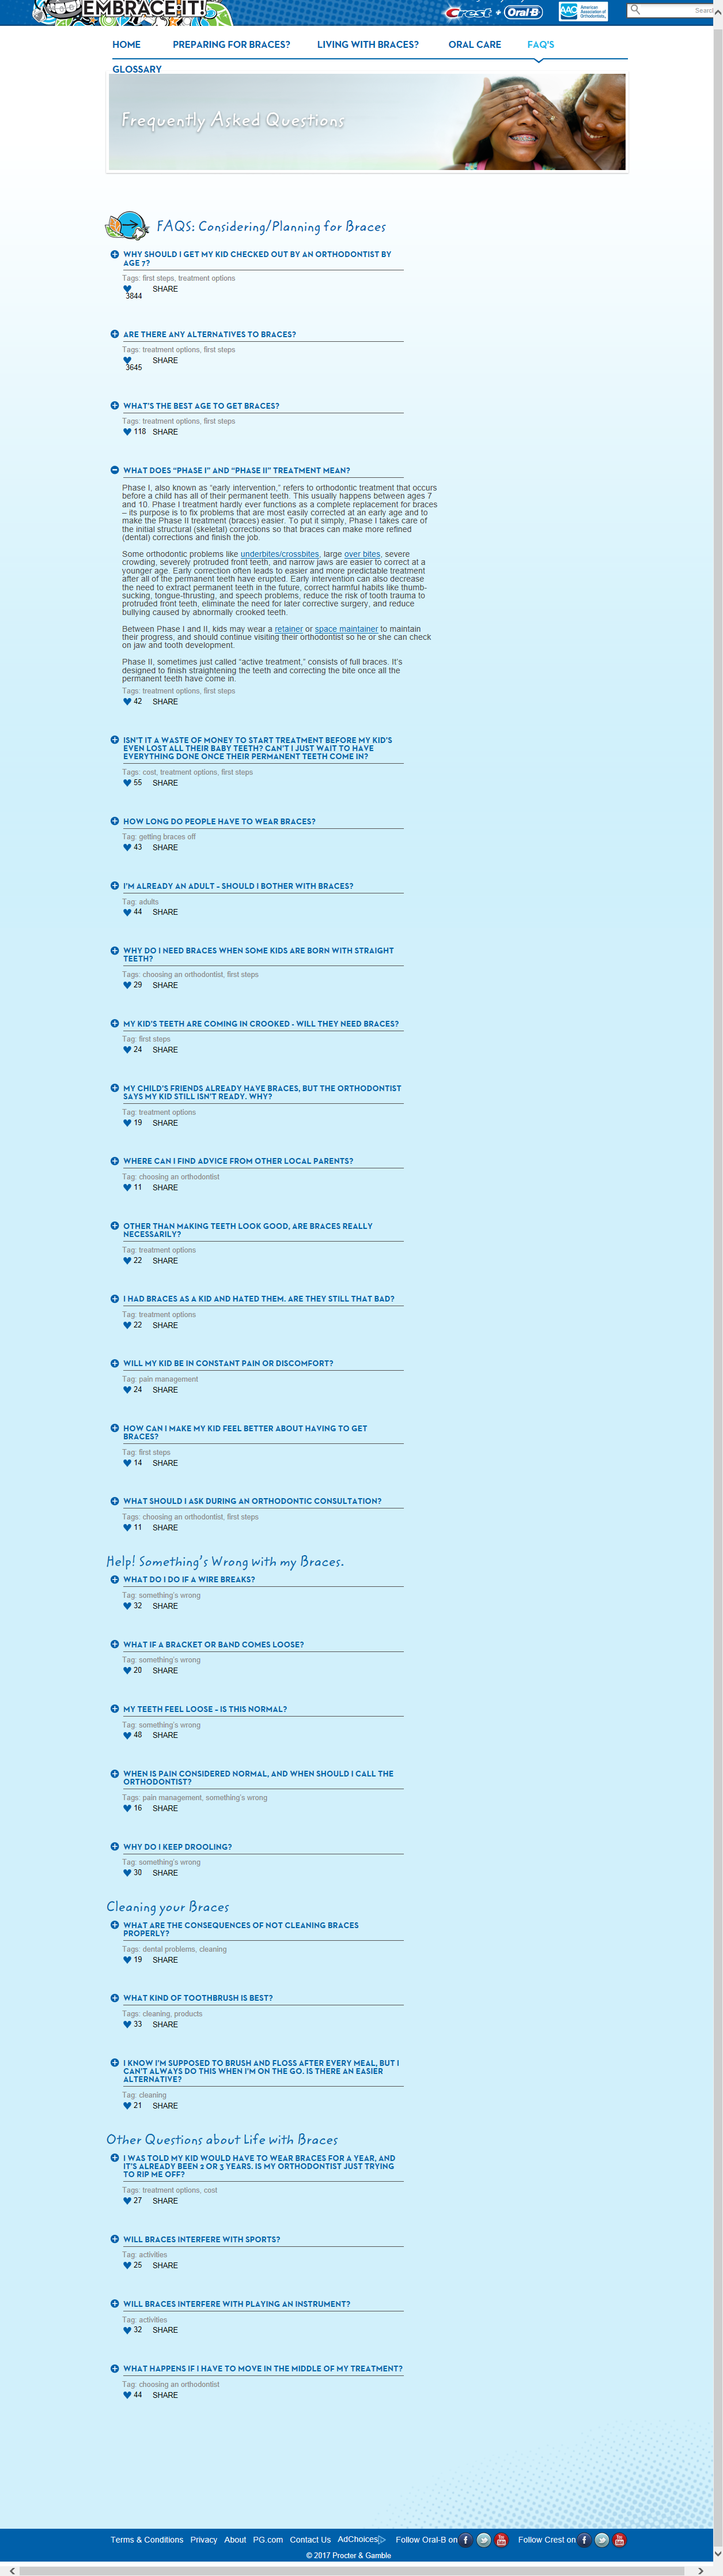 EMBRACE IT!
Crest + Oral-B
AAO American Association of Orthodontists
Search
HOME PREPARING FOR BRACES? LIVING WITH BRACES? ORAL CARE FAQ'S
GLOSSARY
Frequently Asked Questions
FAQS: Considering/Planning for Braces
WHY SHOULD I GET MY KID CHECKED OUT BY AN ORTHODONTIST BY
AGE 7?
Tags: first steps, treatment options
SHARE
3844
ARE THERE ANY ALTERNATIVES TO BRACES?
Tags: treatment options, first steps
SHARE
3645
WHAT'S THE BEST AGE TO GET BRACES?
Tags: treatment options, first steps
118 SHARE
WHAT DOES "PHASE I" AND "PHASE II" TREATMENT MEAN?
Phase I, also known as “early intervention,” refers to orthodontic treatment that occurs
before a child has all of their permanent teeth. This usually happens between ages 7
and 10. Phase I treatment hardly ever functions as a complete replacement for braces
– its purpose is to fix problems that are most easily corrected at an early age and to
make the Phase II treatment (braces) easier. To put it simply, Phase I takes care of
the initial structural (skeletal) corrections so that braces can make more refined
(dental) corrections and finish the job.
Some orthodontic problems like underbites/crossbites, large over bites, severe
crowding, severely protruded front teeth, and narrow jaws are easier to correct at a
younger age. Early correction often leads to easier and more predictable treatment
after all of the permanent teeth have erupted. Early intervention can also decrease
the need to extract permanent teeth in the future, correct harmful habits like thumb-
sucking, tongue-thrusting, and speech problems, reduce the risk of tooth trauma to
protruded front teeth, eliminate the need for later corrective surgery, and reduce
bullying caused by abnormally crooked teeth.
Between Phase I and II, kids may wear a retainer or space maintainer to maintain
their progress, and should continue visiting their orthodontist so he or she can check
on jaw and tooth development.
Phase II, sometimes just called “active treatment,” consists of full braces. It’s
designed to finish straightening the teeth and correcting the bite once all the
permanent teeth have come in.
Tags: treatment options, first steps
42 SHARE
ISN'T IT A WASTE OF MONEY TO START TREATMENT BEFORE MY KID'S
EVEN LOST ALL THEIR BABY TEETH? CAN'T I JUST WAIT TO HAVE
EVERYTHING DONE ONCE THEIR PERMANENT TEETH COME IN?
Tags: cost, treatment options, first steps
55 SHARE
HOW LONG DO PEOPLE HAVE TO WEAR BRACES?
Tag: getting braces off
43 SHARE
I'M ALREADY AN ADULT - SHOULD I BOTHER WITH BRACES?
Tag: adults
44 SHARE
WHY DO I NEED BRACES WHEN SOME KIDS ARE BORN WITH STRAIGHT
TEETH?
Tags: choosing an orthodontist, first steps
29 SHARE
MY KID'S TEETH ARE COMING IN CROOKED - WILL THEY NEED BRACES?
Tag: first steps
24 SHARE
MY CHILD'S FRIENDS ALREADY HAVE BRACES, BUT THE ORTHODONTIST
SAYS MY KID STILL ISN'T READY. WHY?
Tag: treatment options
19 SHARE
WHERE CAN I FIND ADVICE FROM OTHER LOCAL PARENTS?
Tag: choosing an orthodontist
11 SHARE
OTHER THAN MAKING TEETH LOOK GOOD, ARE BRACES REALLY
NECESSARILY?
Tag: treatment options
22 SHARE
I HAD BRACES AS A KID AND HATED THEM. ARE THEY STILL THAT BAD?
Tag: treatment options
22 SHARE
WILL MY KID BE IN CONSTANT PAIN OR DISCOMFORT?
Tag: pain management
24 SHARE
HOW CAN I MAKE MY KID FEEL BETTER ABOUT HAVING TO GET
BRACES?
Tag: first steps
14 SHARE
WHAT SHOULD I ASK DURING AN ORTHODONTIC CONSULTATION?
Tags: choosing an orthodontist, first steps
11 SHARE
Help! Something's Wrong with my Braces.
WHAT DO I DO IF A WIRE BREAKS?
Tag: something's wrong
32 SHARE
WHAT IF A BRACKET OR BAND COMES LOOSE?
Tag: something's wrong
20 SHARE
MY TEETH FEEL LOOSE - IS THIS NORMAL?
Tag: something's wrong
48 SHARE
WHEN IS PAIN CONSIDERED NORMAL, AND WHEN SHOULD I CALL THE
ORTHODONTIST?
Tags: pain management, something's wrong
16 SHARE
WHY DO I KEEP DROOLING?
Tag: something's wrong
30 SHARE
Cleaning your Braces
WHAT ARE THE CONSEQUENCES OF NOT CLEANING BRACES
PROPERLY?
Tags: dental problems, cleaning
19 SHARE
WHAT KIND OF TOOTHBRUSH IS BEST?
Tags: cleaning, products
33 SHARE
I KNOW I'M SUPPOSED TO BRUSH AND FLOSS AFTER EVERY MEAL, BUT I
CAN'T ALWAYS DO THIS WHEN I'M ON THE GO. IS THERE AN EASIER
ALTERNATIVE?
Tag: cleaning
21 SHARE
Other Questions about Life with Braces
I WAS TOLD MY KID WOULD HAVE TO WEAR BRACES FOR A YEAR, AND
IT'S ALREADY BEEN 2 OR 3 YEARS. IS MY ORTHODONTIST JUST TRYING
TO RIP ME OFF?
Tags: treatment options, cost
27 SHARE
WILL BRACES INTERFERE WITH SPORTS?
Tag: activities
25 SHARE
WILL BRACES INTERFERE WITH PLAYING AN INSTRUMENT?
Tag: activities
32 SHARE
WHAT HAPPENS IF I HAVE TO MOVE IN THE MIDDLE OF MY TREATMENT?
Tag: choosing an orthodontist
44 SHARE
Terms & Conditions Privacy About PG.com Contact Us AdChoices Follow Oral-B on Follow Crest on
© 2017 Procter & Gamble